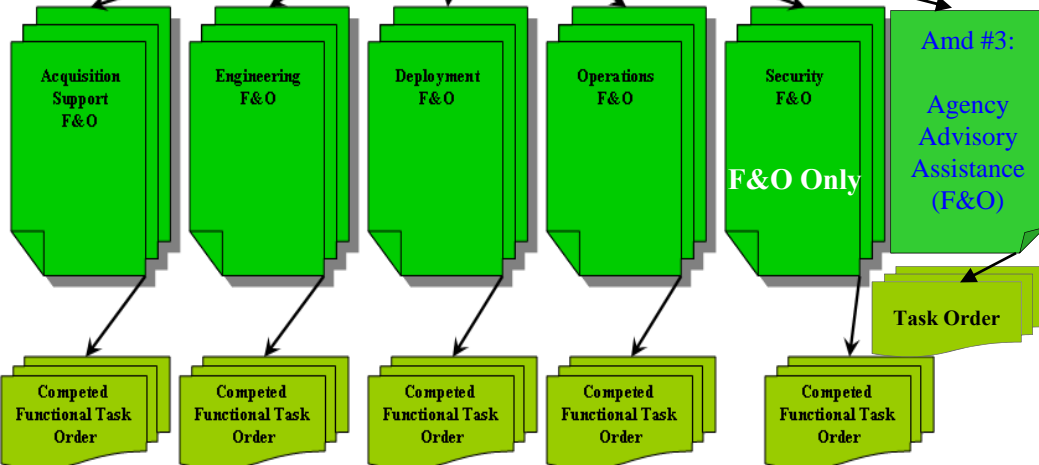 Acquisition
Support
F&O
Engineering
F&O
Deployment
F&O
Operations
F&O
Security
F&O
F&O Only
Amd #3:
Agency
Advisory
Assistance
(F&O)
Task Order
Competed
Functional Task
Order
Competed
Functional Task
Order
Competed
Functional Task
Order
Competed
Functional Task
Order
Competed
Functional Task
Order